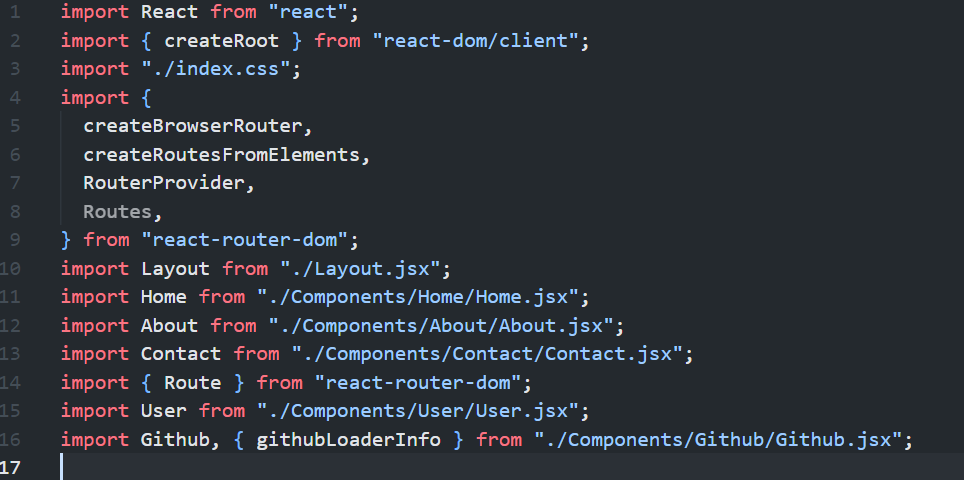 1 import React from "react";
2 import { createRoot } from "react-dom/client";
3 import "./index.css";
4 import {
5   createBrowserRouter,
6   createRoutesFromElements,
7   RouterProvider,
8   Routes,
9 } from "react-router-dom";
10 import Layout from "./Layout.jsx";
11 import Home from "./Components/Home/Home.jsx";
12 import About from "./Components/About/About.jsx";
13 import Contact from "./Components/Contact/Contact.jsx";
14 import { Route } from "react-router-dom";
15 import User from "./Components/User/User.jsx";
16 import Github, { githubLoaderInfo } from "./Components/Github/Github.jsx";
17